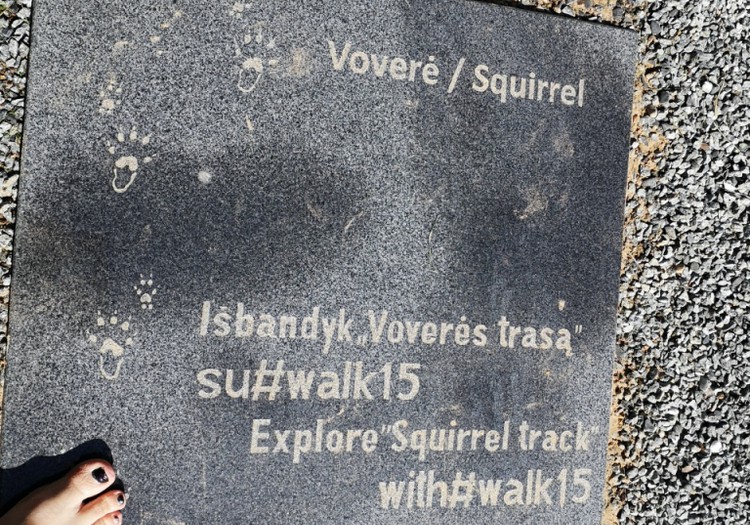 Voverė / Squirrel
Išbandyk„Voverės trasą"
su#walk15
Explore"Squirrel track"
with#walk15